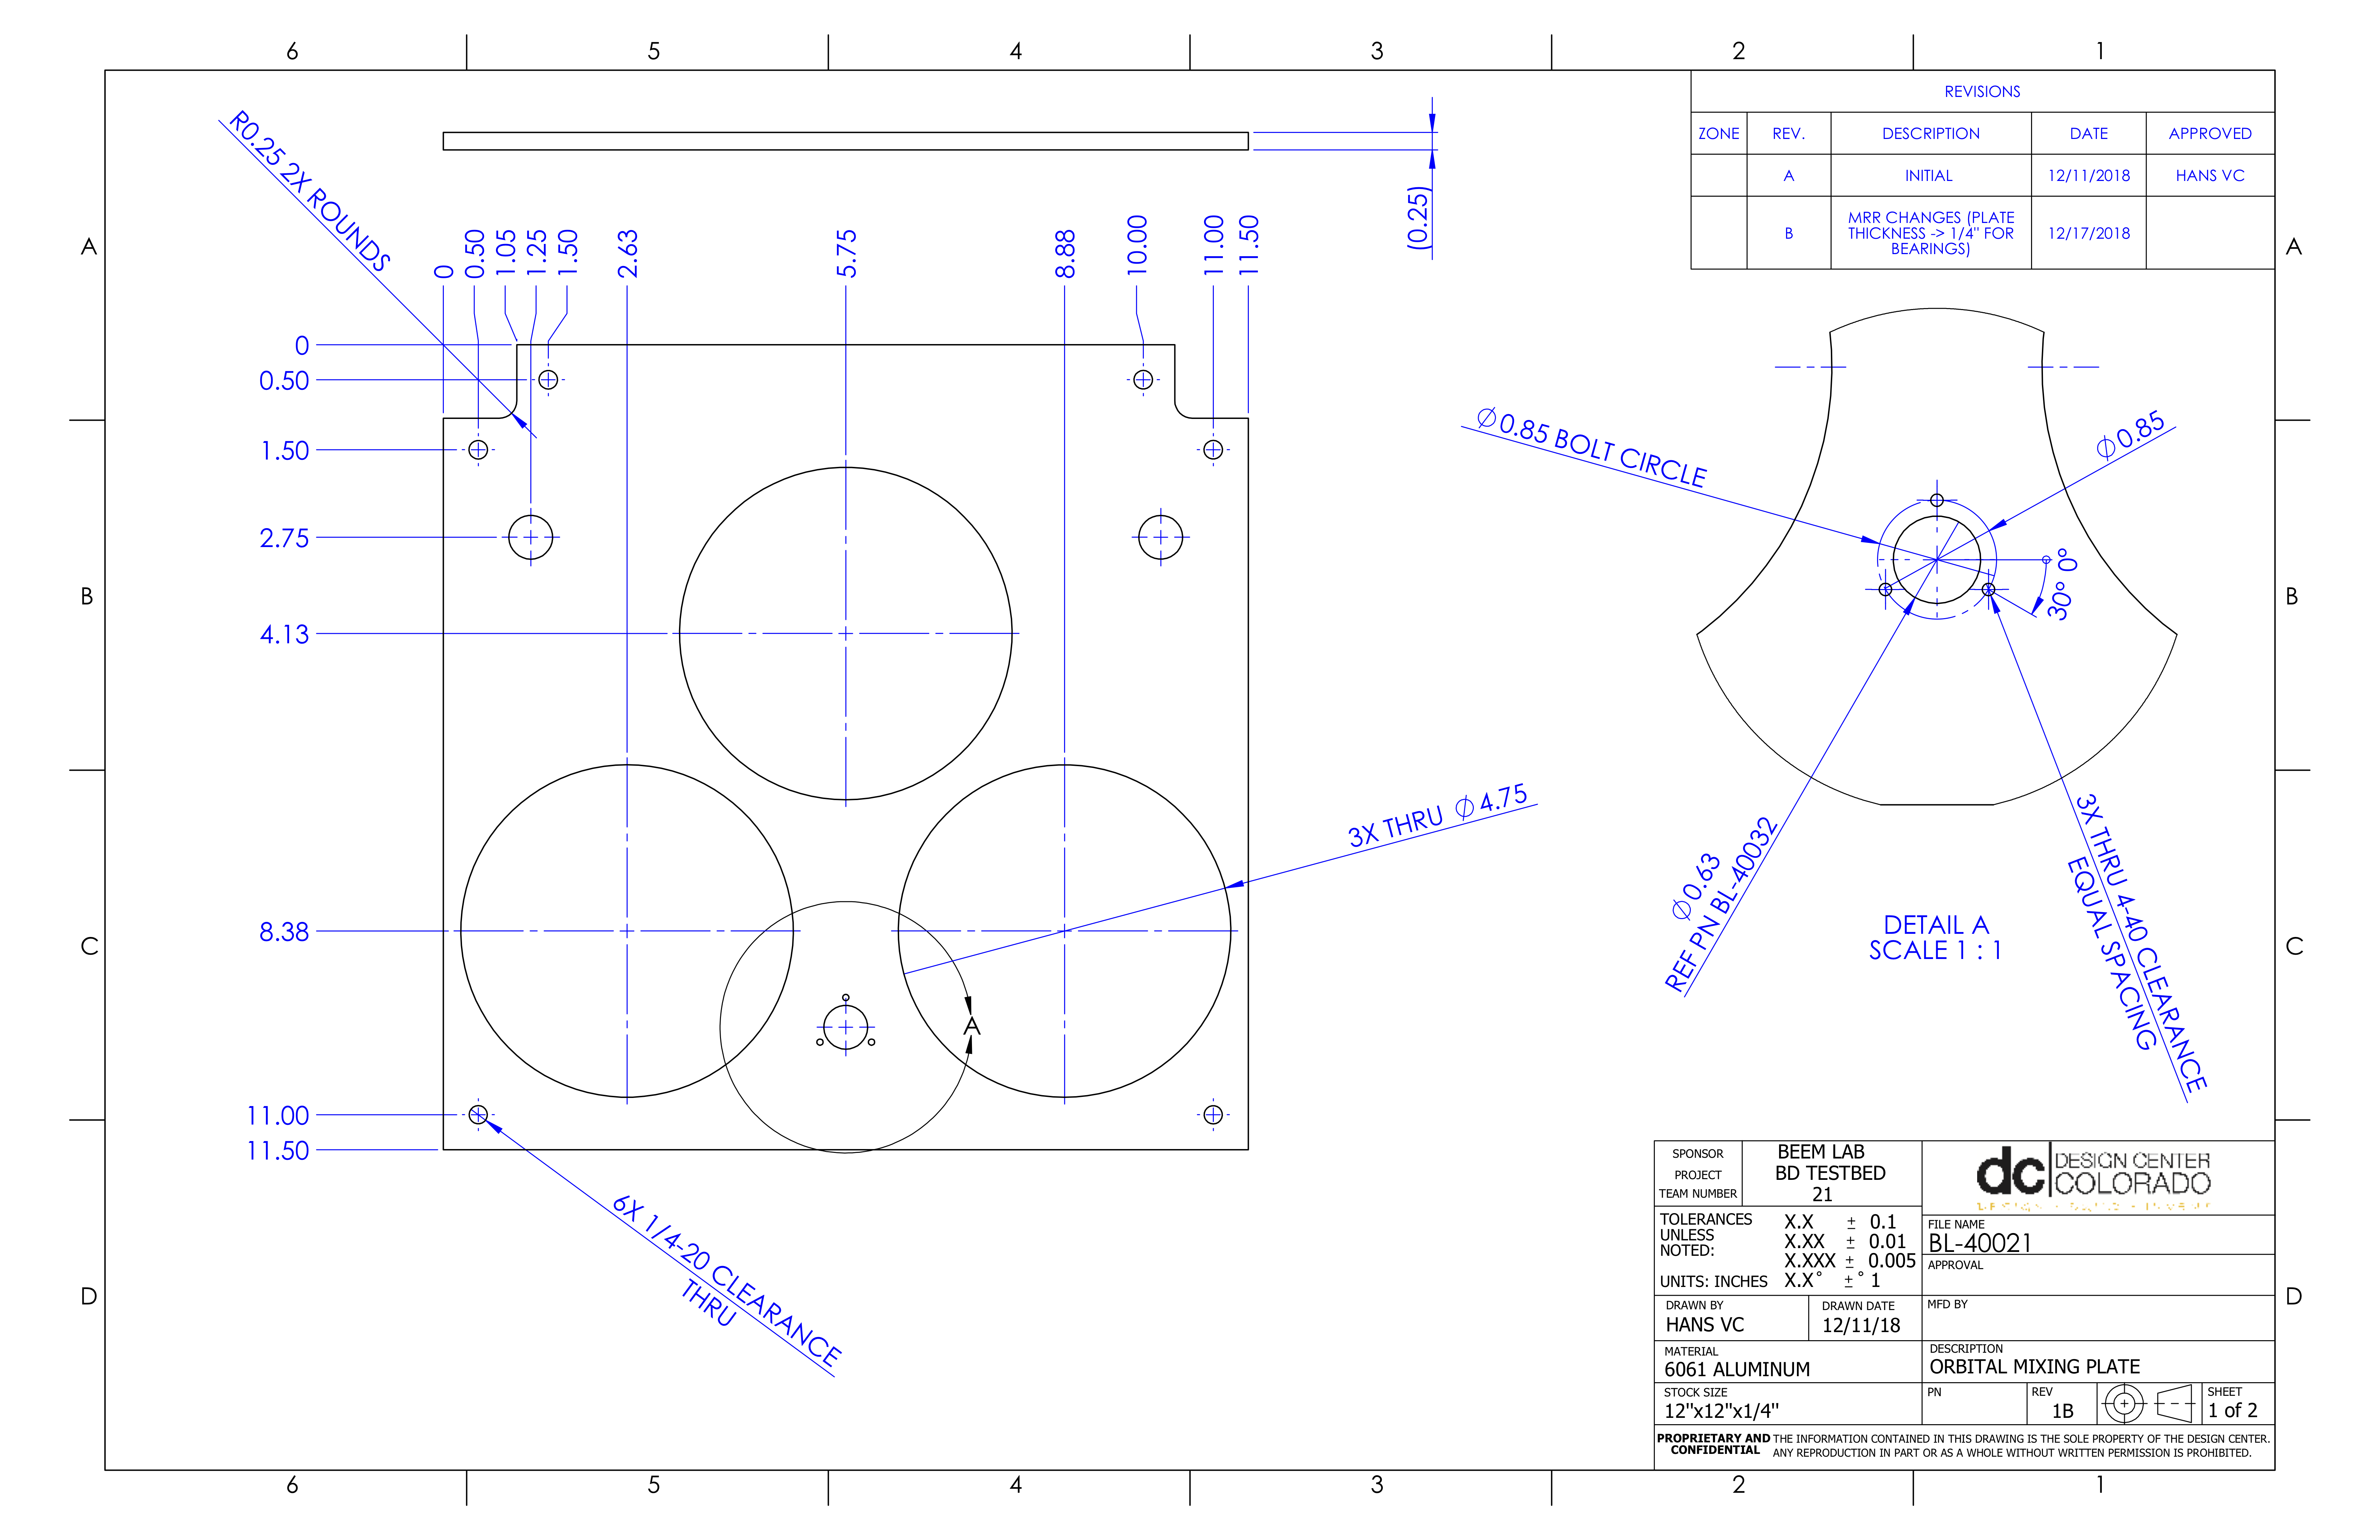 6 5 4 3 2 1
REVISIONS
ZONE REV. DESCRIPTION DATE APPROVED
A INITIAL 12/11/2018 HANS VC
B MRR CHANGES (PLATE THICKNESS -> 1/4" FOR BEARINGS) 12/17/2018
A
A
B
B
C
C
D
D
R0.25 2X ROUNDS
(0.25)
0
0.50
1.05
1.25
1.50
2.63
5.75
8.88
10.00
11.00
11.50
0
0.50
1.50
2.75
4.13
8.38
11.00
11.50
3X THRU ⌀4.75
A
6X 1/4-20 CLEARANCE
THRU
⌀0.85 BOLT CIRCLE
⌀0.85
0°
30°
⌀0.63
REF PN BL-40032
3X THRU 4-40 CLEARANCE
EQUAL SPACING
DETAIL A
SCALE 1 : 1
SPONSOR BEEM LAB
PROJECT BD TESTBED
TEAM NUMBER 21
dc DESIGN CENTER
COLORADO
TOLERANCES
UNLESS
NOTED:
X.X ± 0.1
X.XX ± 0.01
X.XXX ± 0.005
UNITS: INCHES X.X° ±° 1
FILE NAME
BL-40021
APPROVAL
DRAWN BY
HANS VC
DRAWN DATE
12/11/18
MFD BY
MATERIAL
6061 ALUMINUM
DESCRIPTION
ORBITAL MIXING PLATE
STOCK SIZE
12"x12"x1/4"
PN
REV
1B
SHEET
1 of 2
PROPRIETARY AND CONFIDENTIAL
THE INFORMATION CONTAINED IN THIS DRAWING IS THE SOLE PROPERTY OF THE DESIGN CENTER.
ANY REPRODUCTION IN PART OR AS A WHOLE WITHOUT WRITTEN PERMISSION IS PROHIBITED.
6 5 4 3 2 1